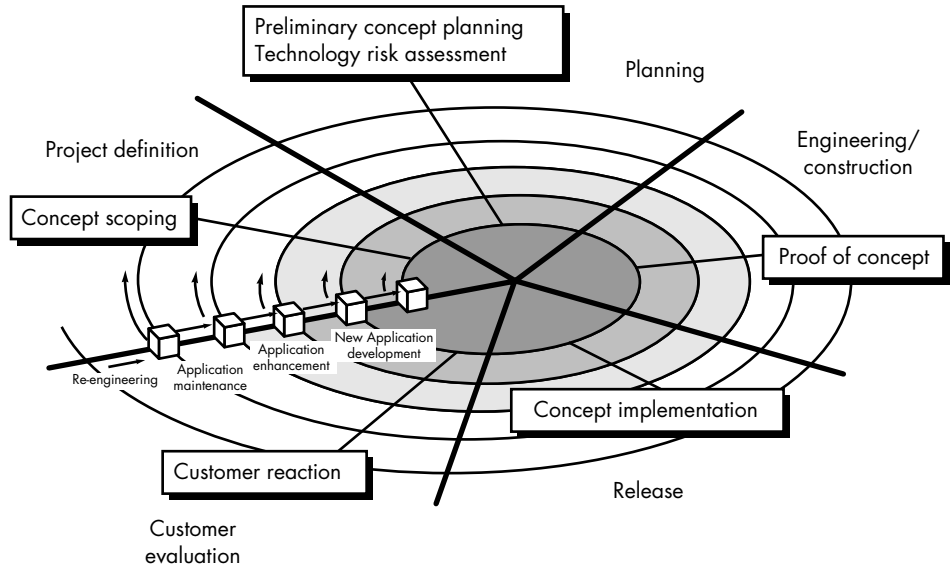 Preliminary concept planning
Technology risk assessment
Planning
Project definition
Engineering/
construction
Concept scoping
Proof of concept
New Application
development
Application
enhancement
Application
maintenance
Re-engineering
Concept implementation
Customer reaction
Release
Customer
evaluation